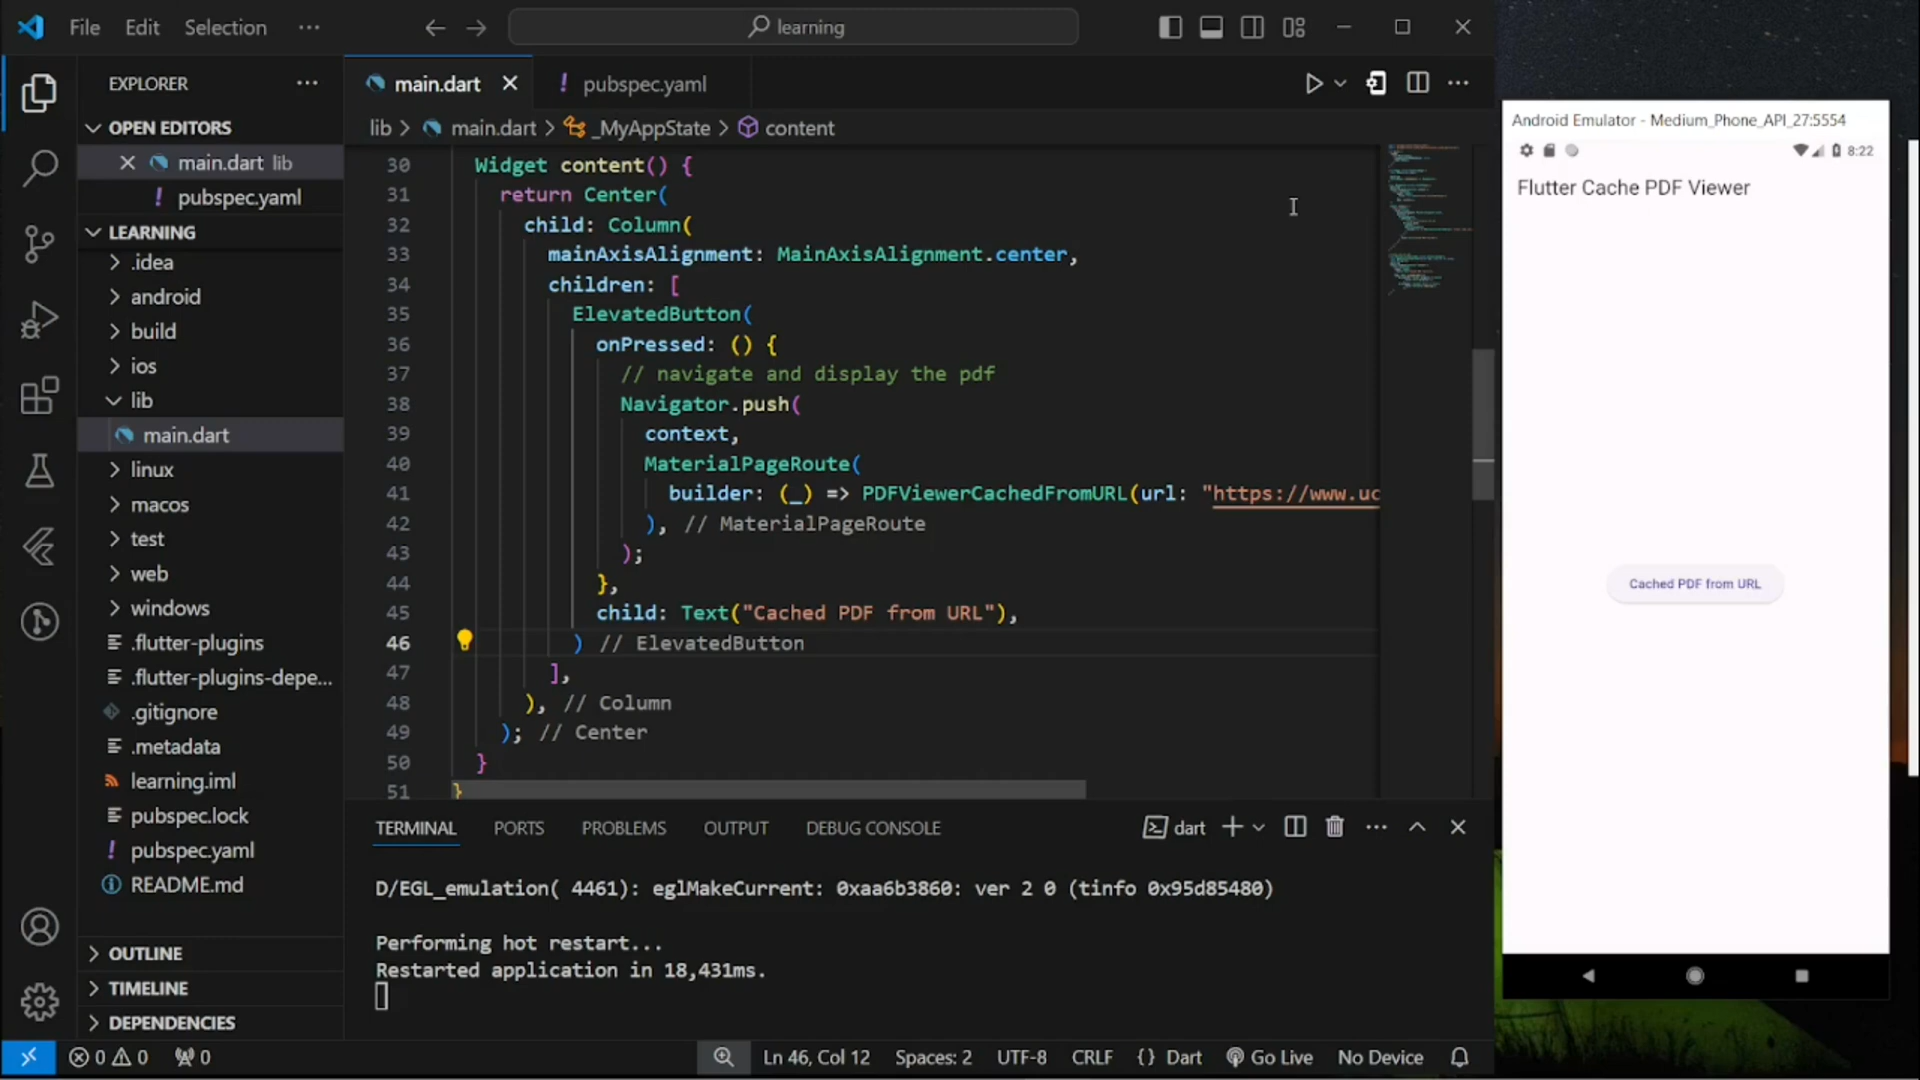 File Edit Selection ···
learning
EXPLORER ···
OPEN EDITORS
main.dart lib
! pubspec.yaml
LEARNING
.idea
android
build
ios
lib
main.dart
linux
macos
test
web
windows
.flutter-plugins
.flutter-plugins-depe...
.gitignore
.metadata
learning.iml
pubspec.lock
! pubspec.yaml
README.md
OUTLINE
TIMELINE
DEPENDENCIES
main.dart
! pubspec.yaml
lib > main.dart > _MyAppState > content
30 Widget content() {
31 return Center(
32 child: Column(
33 mainAxisAlignment: MainAxisAlignment.center,
34 children: [
35 ElevatedButton(
36 onPressed: () {
37 // navigate and display the pdf
38 Navigator.push(
39 context,
40 MaterialPageRoute(
41 builder: (_) => PDFViewerCachedFromURL(url: "https://www.uc
42 ), // MaterialPageRoute
43 );
44 },
45 child: Text("Cached PDF from URL"),
46 ) // ElevatedButton
47 ],
48 ), // Column
49 ); // Center
50 }
51 }
TERMINAL PORTS PROBLEMS OUTPUT DEBUG CONSOLE
dart
D/EGL_emulation( 4461): eglMakeCurrent: 0xaa6b3860: ver 2 0 (tinfo 0x95d85480)
Performing hot restart...
Restarted application in 18,431ms.
0 0 0
Ln 46, Col 12 Spaces: 2 UTF-8 CRLF {} Dart Go Live No Device
Android Emulator - Medium_Phone_API_27:5554
8:22
Flutter Cache PDF Viewer
Cached PDF from URL